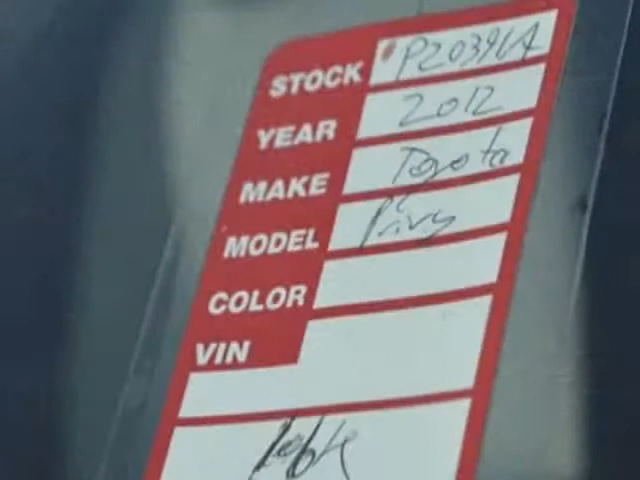 STOCK P20391A
YEAR 2012
MAKE Toyota
MODEL Prius
COLOR
VIN